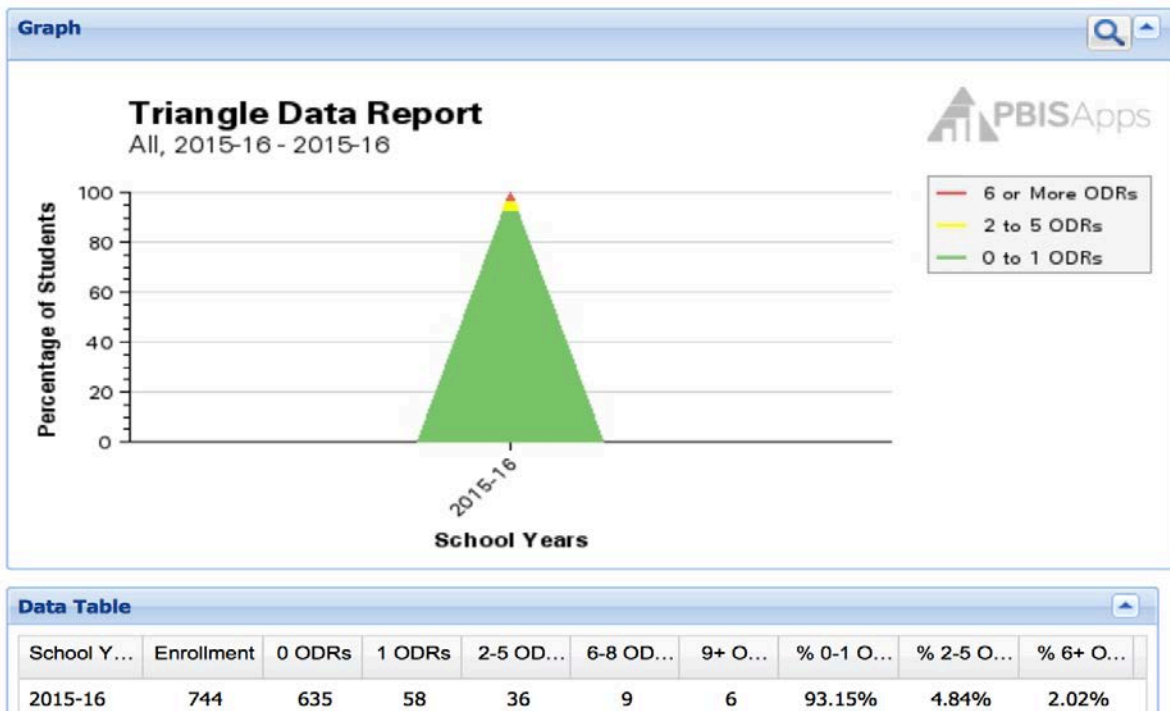 Graph
Triangle Data Report
All, 2015-16 - 2015-16
PBISApps
100
80
60
40
20
0
Percentage of Students
6 or More ODRs
2 to 5 ODRs
0 to 1 ODRs
2015-16
School Years
Data Table
School Y... Enrollment 0 ODRs 1 ODRs 2-5 OD... 6-8 OD... 9+ O... % 0-1 O... % 2-5 O... % 6+ O...
2015-16 744 635 58 36 9 6 93.15% 4.84% 2.02%